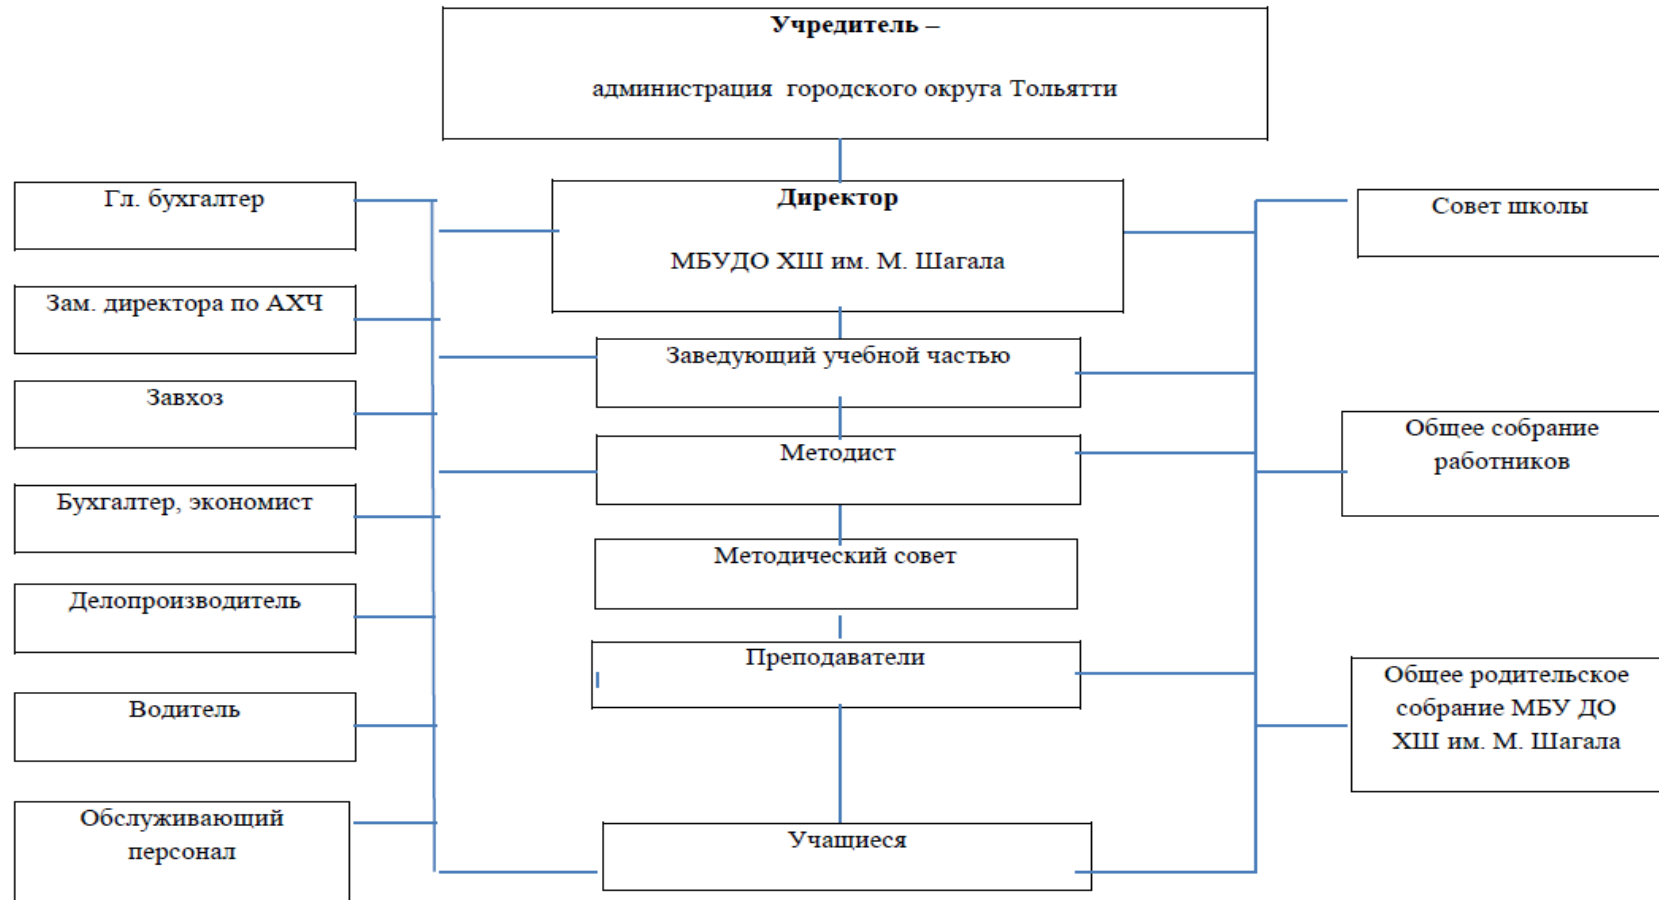 Учредитель –
администрация городского округа Тольятти
Гл. бухгалтер
Директор
МБУДО ХШ им. М. Шагала
Совет школы
Зам. директора по АХЧ
Заведующий учебной частью
Завхоз
Методист
Общее собрание
работников
Бухгалтер, экономист
Методический совет
Делопроизводитель
Преподаватели
Общее родительское
собрание МБУ ДО
ХШ им. М. Шагала
Водитель
Обслуживающий
персонал
Учащиеся